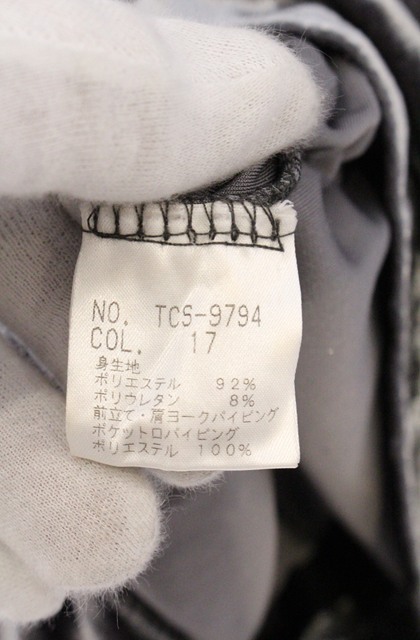 NO. TCS-9794
COL. 17
身生地
ポリエステル 92%
ポリウレタン 8%
前立て・肩ヨークパイピング
ポケット口パイピング
ポリエステル 100%